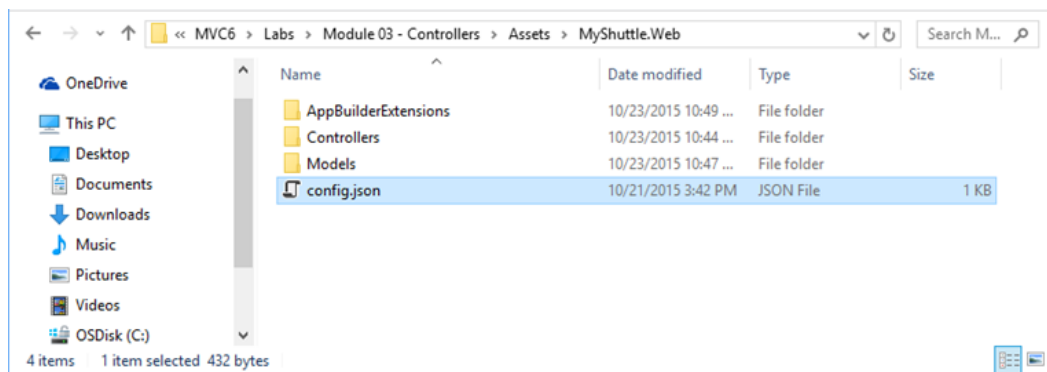 « MVC6 > Labs > Module 03 - Controllers > Assets > MyShuttle.Web Search M...
Name Date modified Type Size
OneDrive
This PC
Desktop
Documents
Downloads
Music
Pictures
Videos
OSDisk (C:)
AppBuilderExtensions 10/23/2015 10:49 ... File folder
Controllers 10/23/2015 10:44 ... File folder
Models 10/23/2015 10:47 ... File folder
config.json 10/21/2015 3:42 PM JSON File 1 KB
4 items 1 item selected 432 bytes